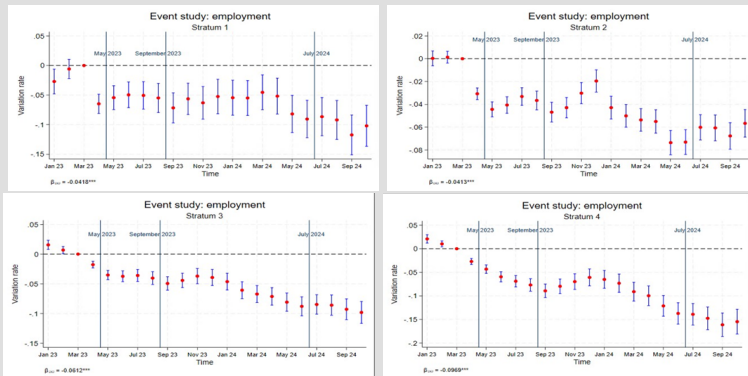 Event study: employment
Stratum 1
Variation rate
.05
0
-.05
-.1
-.15
May 2023
September 2023
July 2024
Jan 23 Mar 23 May 23 Jul 23 Sep 23 Nov 23 Jan 24 Mar 24 May 24 Jul 24 Sep 24
Time
= -0.0418***
Event study: employment
Stratum 2
Variation rate
.02
0
-.02
-.04
-.06
-.08
May 2023
September 2023
July 2024
Jan 23 Mar 23 May 23 Jul 23 Sep 23 Nov 23 Jan 24 Mar 24 May 24 Jul 24 Sep 24
Time
= -0.0413***
Event study: employment
Stratum 3
Variation rate
.05
0
-.05
-.1
-.15
May 2023
September 2023
July 2024
Jan 23 Mar 23 May 23 Jul 23 Sep 23 Nov 23 Jan 24 Mar 24 May 24 Jul 24 Sep 24
Time
= -0.0612***
Event study: employment
Stratum 4
Variation rate
.05
0
-.05
-.1
-.15
-.2
May 2023
September 2023
July 2024
Jan 23 Mar 23 May 23 Jul 23 Sep 23 Nov 23 Jan 24 Mar 24 May 24 Jul 24 Sep 24
Time
= -0.0969***